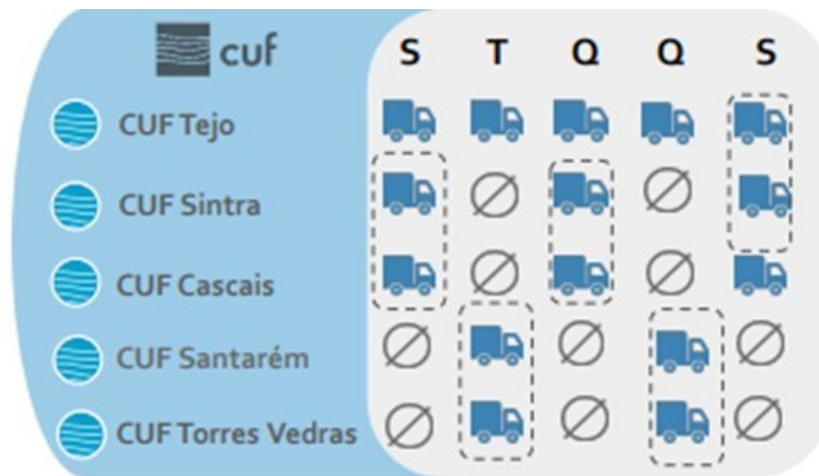 cuf S T Q Q S
CUF Tejo
CUF Sintra
CUF Cascais
CUF Santarém
CUF Torres Vedras